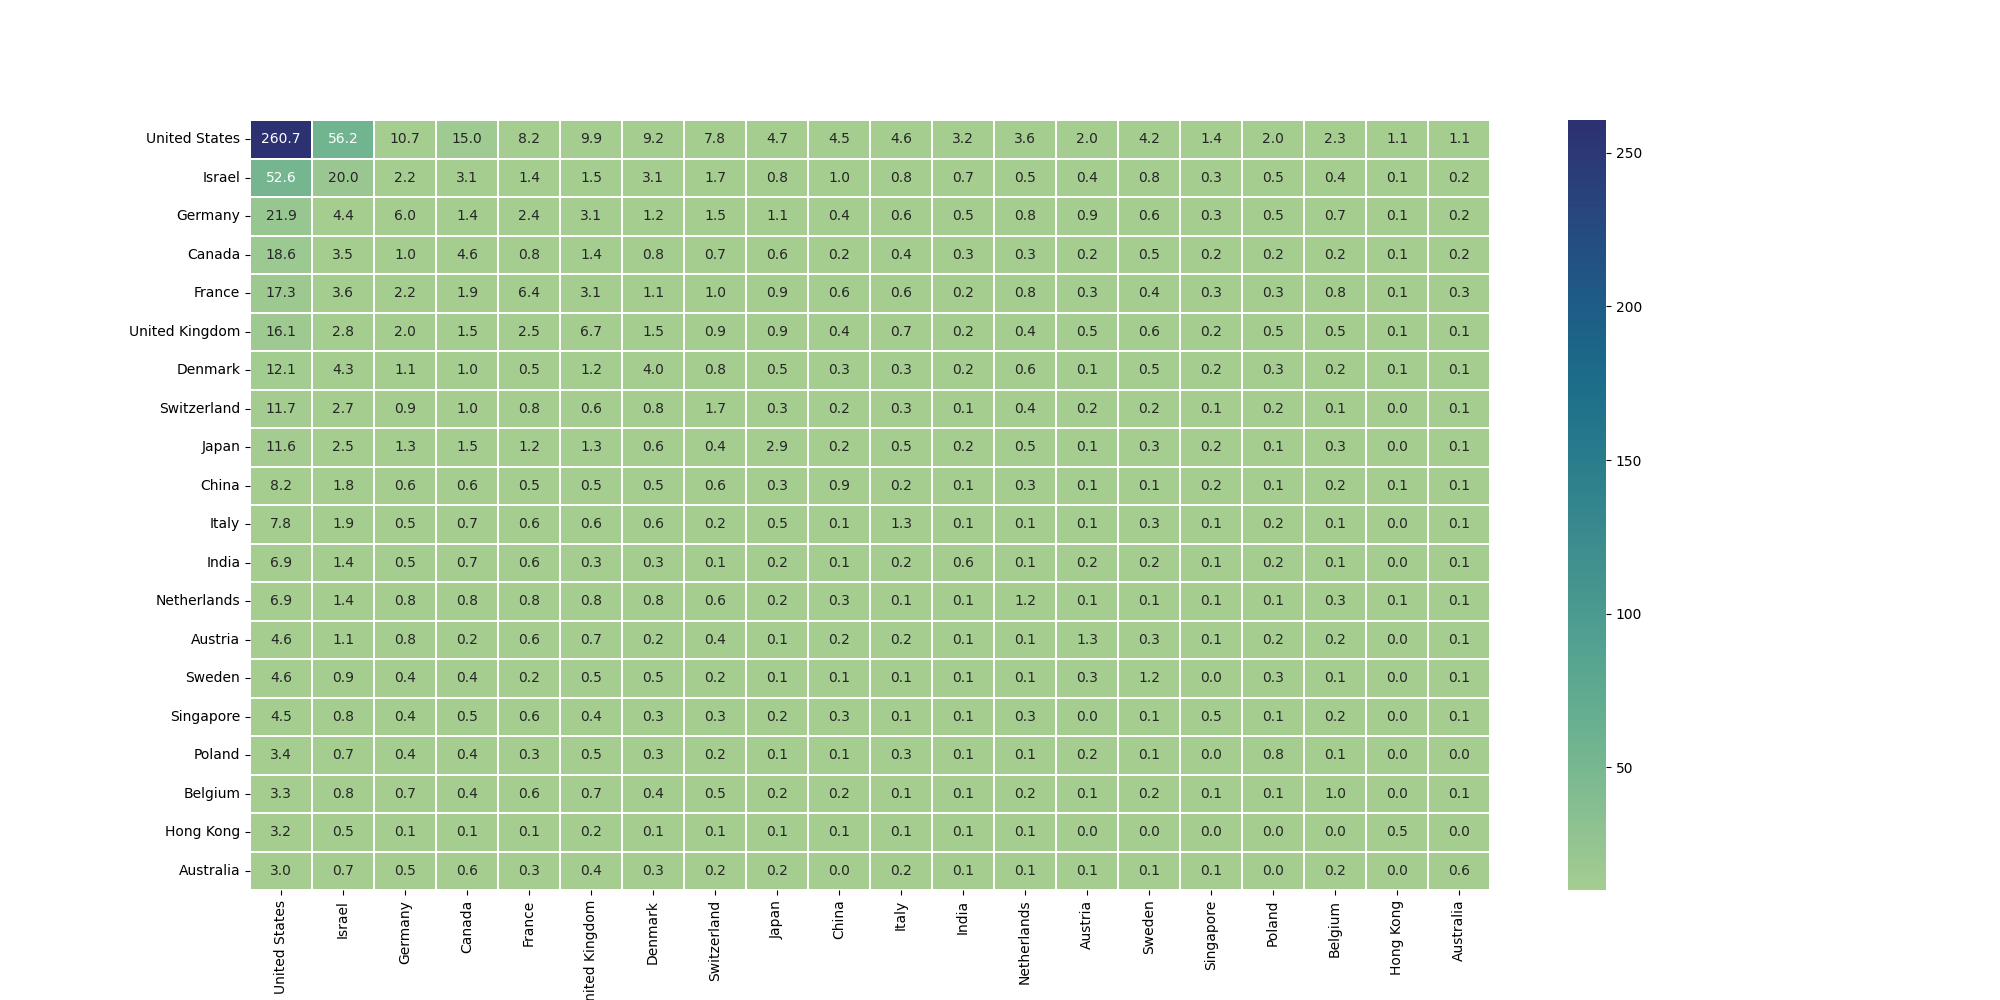 United States 260.7 56.2 10.7 15.0 8.2 9.9 9.2 7.8 4.7 4.5 4.6 3.2 3.6 2.0 4.2 1.4 2.0 2.3 1.1 1.1
Israel 52.6 20.0 2.2 3.1 1.4 1.5 3.1 1.7 0.8 1.0 0.8 0.7 0.5 0.4 0.8 0.3 0.5 0.4 0.1 0.2
Germany 21.9 4.4 6.0 1.4 2.4 3.1 1.2 1.5 1.1 0.4 0.6 0.5 0.8 0.9 0.6 0.3 0.5 0.7 0.1 0.2
Canada 18.6 3.5 1.0 4.6 0.8 1.4 0.8 0.7 0.6 0.2 0.4 0.3 0.3 0.2 0.5 0.2 0.2 0.2 0.1 0.2
France 17.3 3.6 2.2 1.9 6.4 3.1 1.1 1.0 0.9 0.6 0.6 0.2 0.8 0.3 0.4 0.3 0.3 0.8 0.1 0.3
United Kingdom 16.1 2.8 2.0 1.5 2.5 6.7 1.5 0.9 0.9 0.4 0.7 0.2 0.4 0.5 0.6 0.2 0.5 0.5 0.1 0.1
Denmark 12.1 4.3 1.1 1.0 0.5 1.2 4.0 0.8 0.5 0.3 0.3 0.2 0.6 0.1 0.5 0.2 0.3 0.2 0.1 0.1
Switzerland 11.7 2.7 0.9 1.0 0.8 0.6 0.8 1.7 0.3 0.2 0.3 0.1 0.4 0.2 0.2 0.1 0.2 0.1 0.0 0.1
Japan 11.6 2.5 1.3 1.5 1.2 1.3 0.6 0.4 2.9 0.2 0.5 0.2 0.5 0.1 0.3 0.2 0.1 0.3 0.0 0.1
China 8.2 1.8 0.6 0.6 0.5 0.5 0.5 0.6 0.3 0.9 0.2 0.1 0.3 0.1 0.1 0.2 0.1 0.2 0.1 0.1
Italy 7.8 1.9 0.5 0.7 0.6 0.6 0.6 0.2 0.5 0.1 1.3 0.1 0.1 0.1 0.3 0.1 0.2 0.1 0.0 0.1
India 6.9 1.4 0.5 0.7 0.6 0.3 0.3 0.1 0.2 0.1 0.2 0.6 0.1 0.2 0.2 0.1 0.2 0.1 0.0 0.1
Netherlands 6.9 1.4 0.8 0.8 0.8 0.8 0.8 0.6 0.2 0.3 0.1 0.1 1.2 0.1 0.1 0.1 0.1 0.3 0.1 0.1
Austria 4.6 1.1 0.8 0.2 0.6 0.7 0.2 0.4 0.1 0.2 0.2 0.1 0.1 1.3 0.3 0.1 0.2 0.2 0.0 0.1
Sweden 4.6 0.9 0.4 0.4 0.2 0.5 0.5 0.2 0.1 0.1 0.1 0.1 0.1 0.3 1.2 0.0 0.3 0.1 0.0 0.1
Singapore 4.5 0.8 0.4 0.5 0.6 0.4 0.3 0.3 0.2 0.3 0.1 0.1 0.3 0.0 0.1 0.5 0.1 0.2 0.0 0.1
Poland 3.4 0.7 0.4 0.4 0.3 0.5 0.3 0.2 0.1 0.1 0.3 0.1 0.1 0.2 0.1 0.0 0.8 0.1 0.0 0.0
Belgium 3.3 0.8 0.7 0.4 0.6 0.7 0.4 0.5 0.2 0.2 0.1 0.1 0.2 0.1 0.2 0.1 0.1 1.0 0.0 0.1
Hong Kong 3.2 0.5 0.1 0.1 0.1 0.2 0.1 0.1 0.1 0.1 0.1 0.1 0.1 0.0 0.0 0.0 0.0 0.0 0.5 0.0
Australia 3.0 0.7 0.5 0.6 0.3 0.4 0.3 0.2 0.2 0.0 0.2 0.1 0.1 0.1 0.1 0.1 0.0 0.2 0.0 0.6
United States
Israel
Germany
Canada
France
nited Kingdom
Denmark
Switzerland
Japan
China
Italy
India
Netherlands
Austria
Sweden
Singapore
Poland
Belgium
Hong Kong
Australia
250
200
150
100
50